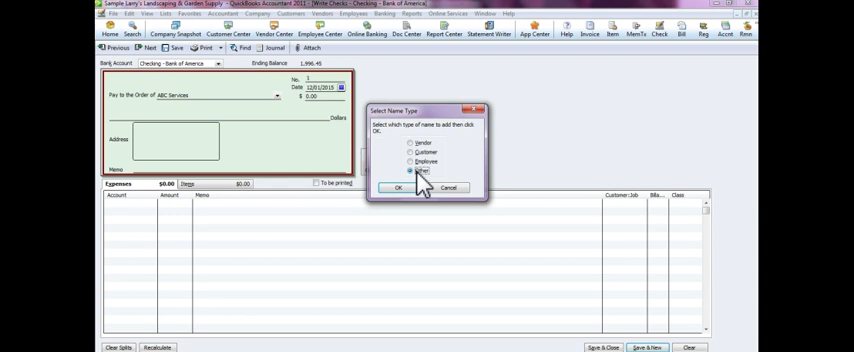 Sample Larry's Landscaping & Garden Supply - QuickBooks Accountant 2011 - [Write Checks - Checking - Bank of America]
File Edit View Lists Favorites Accountant Company Customers Vendors Employees Banking Reports Online Services Window Help
Home Search Company Snapshot Customer Center Vendor Center Employee Center Online Banking Doc Center Report Center Statement Writer App Center Help Invoice Item MemTx Check Bill Reg Accnt Rmn
Previous Next Save Print Find Journal Attach
Bank Account Checking - Bank of America Ending Balance 1,996.45
No. 1
Date 12/01/2015
Pay to the Order of ABC Services $ 0.00
Dollars
Address
Memo
Select Name Type
Select which type of name to add then click
OK.
Vendor
Customer
Employee
Other
OK Cancel
Expenses $0.00 Items $0.00 To be printed
Account Amount Memo Customer:Job Billa... Class
Clear Splits Recalculate Save & Close Save & New Clear